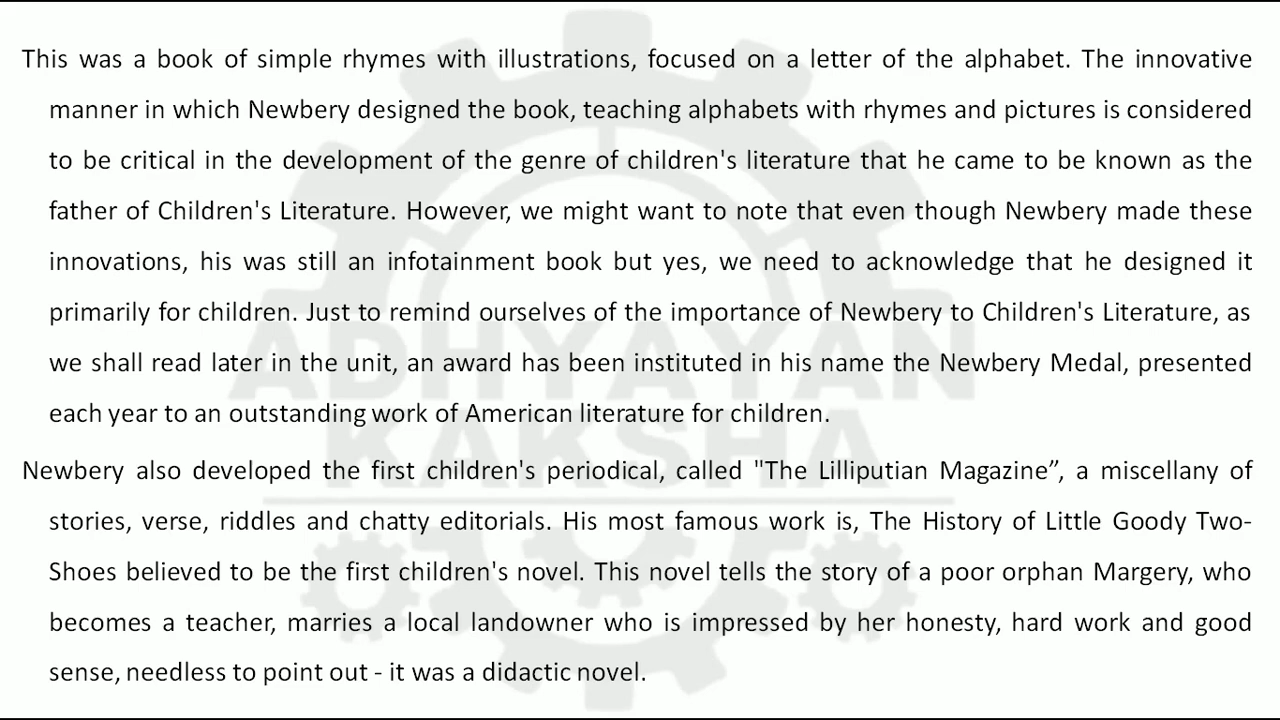 This was a book of simple rhymes with illustrations, focused on a letter of the alphabet. The innovative
manner in which Newbery designed the book, teaching alphabets with rhymes and pictures is considered
to be critical in the development of the genre of children's literature that he came to be known as the
father of Children's Literature. However, we might want to note that even though Newbery made these
innovations, his was still an infotainment book but yes, we need to acknowledge that he designed it
primarily for children. Just to remind ourselves of the importance of Newbery to Children's Literature, as
we shall read later in the unit, an award has been instituted in his name the Newbery Medal, presented
each year to an outstanding work of American literature for children.
Newbery also developed the first children's periodical, called "The Lilliputian Magazine”, a miscellany of
stories, verse, riddles and chatty editorials. His most famous work is, The History of Little Goody Two-
Shoes believed to be the first children's novel. This novel tells the story of a poor orphan Margery, who
becomes a teacher, marries a local landowner who is impressed by her honesty, hard work and good
sense, needless to point out - it was a didactic novel.
ADHYAYAN
KAKSHA